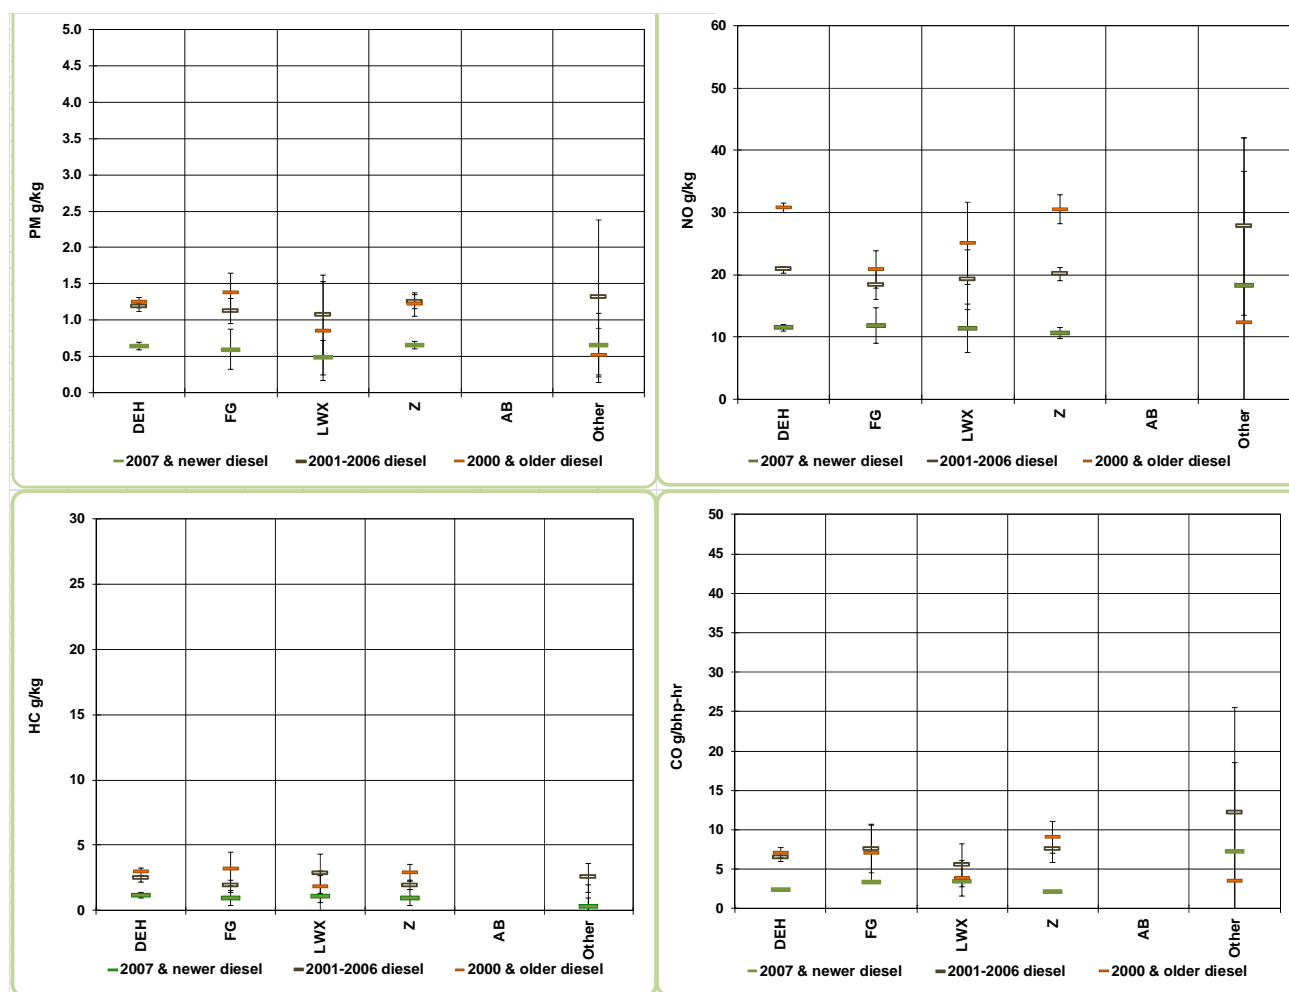 5.0
4.5
4.0
3.5
3.0
2.5
2.0
1.5
1.0
0.5
0.0
PM g/kg
DEH
FG
LWX
Z
AB
Other
2007 & newer diesel 2001-2006 diesel 2000 & older diesel
60
50
40
30
20
10
0
NO g/kg
DEH
FG
LWX
Z
AB
Other
2007 & newer diesel 2001-2006 diesel 2000 & older diesel
30
25
20
15
10
5
0
HC g/kg
DEH
FG
LWX
Z
AB
Other
2007 & newer diesel 2001-2006 diesel 2000 & older diesel
50
45
40
35
30
25
20
15
10
5
0
CO g/bhp-hr
DEH
FG
LWX
Z
AB
Other
2007 & newer diesel 2001-2006 diesel 2000 & older diesel